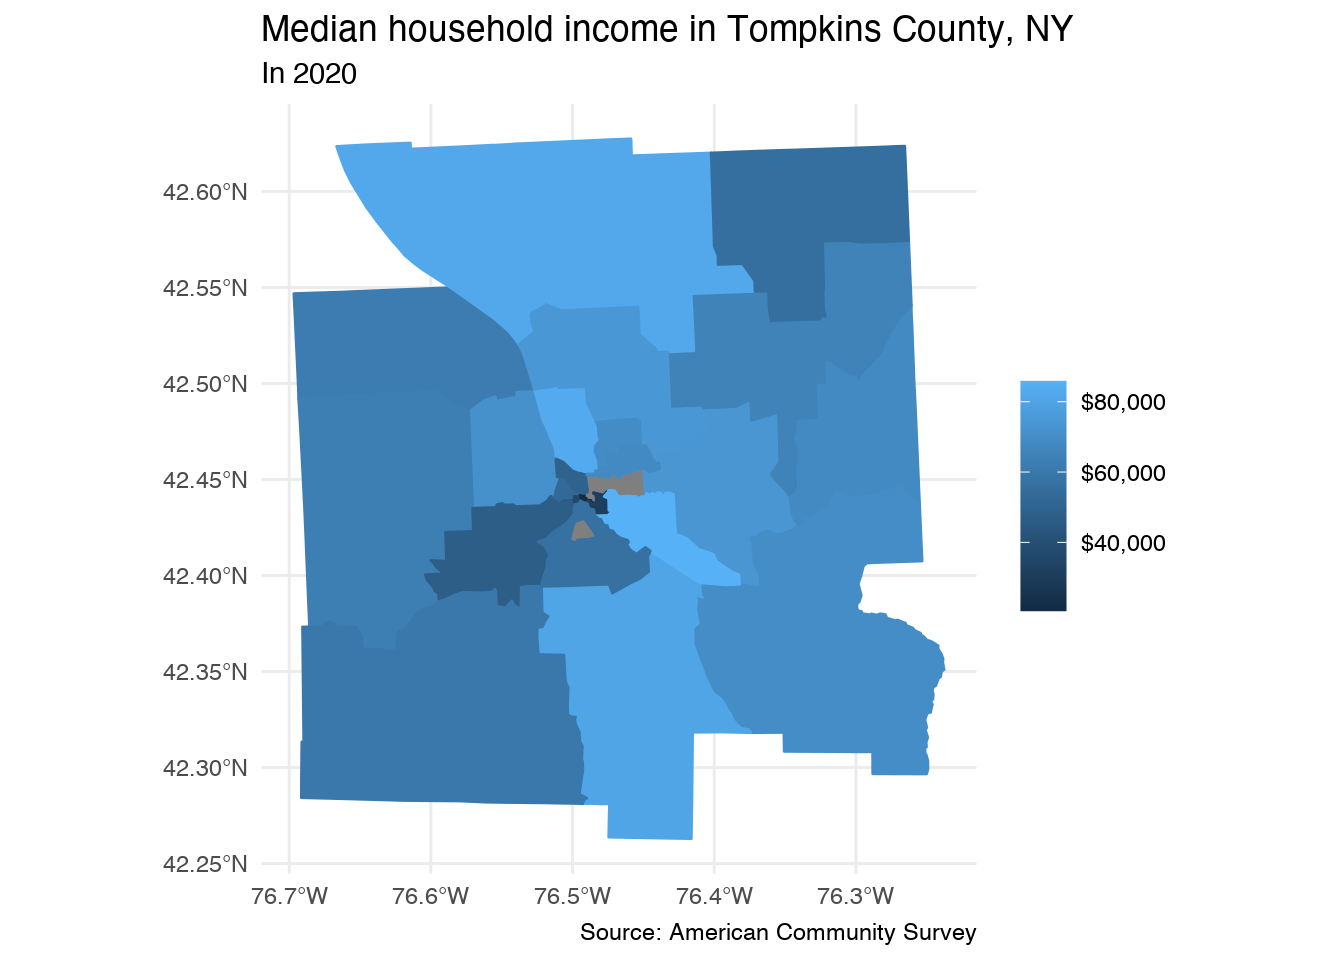 Median household income in Tompkins County, NY
In 2020
42.60°N
42.55°N
42.50°N
42.45°N
42.40°N
42.35°N
42.30°N
42.25°N
$80,000
$60,000
$40,000
76.7°W 76.6°W 76.5°W 76.4°W 76.3°W
Source: American Community Survey